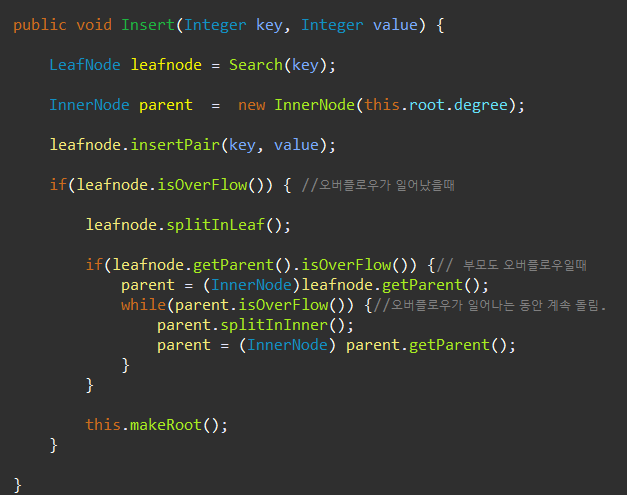 public void Insert(Integer key, Integer value) {
LeafNode leafnode = Search(key);
InnerNode parent  =  new InnerNode(this.root.degree);
leafnode.insertPair(key, value);
if(leafnode.isOverFlow()) { //오버플로우가 일어났을때
leafnode.splitInLeaf();
if(leafnode.getParent().isOverFlow()) {// 부모도 오버플로우일때
parent = (InnerNode)leafnode.getParent();
while(parent.isOverFlow()) {//오버플로우가 일어나는 동안 계속 돌림.
parent.splitInInner();
parent = (InnerNode) parent.getParent();
}
}
this.makeRoot();
}
}